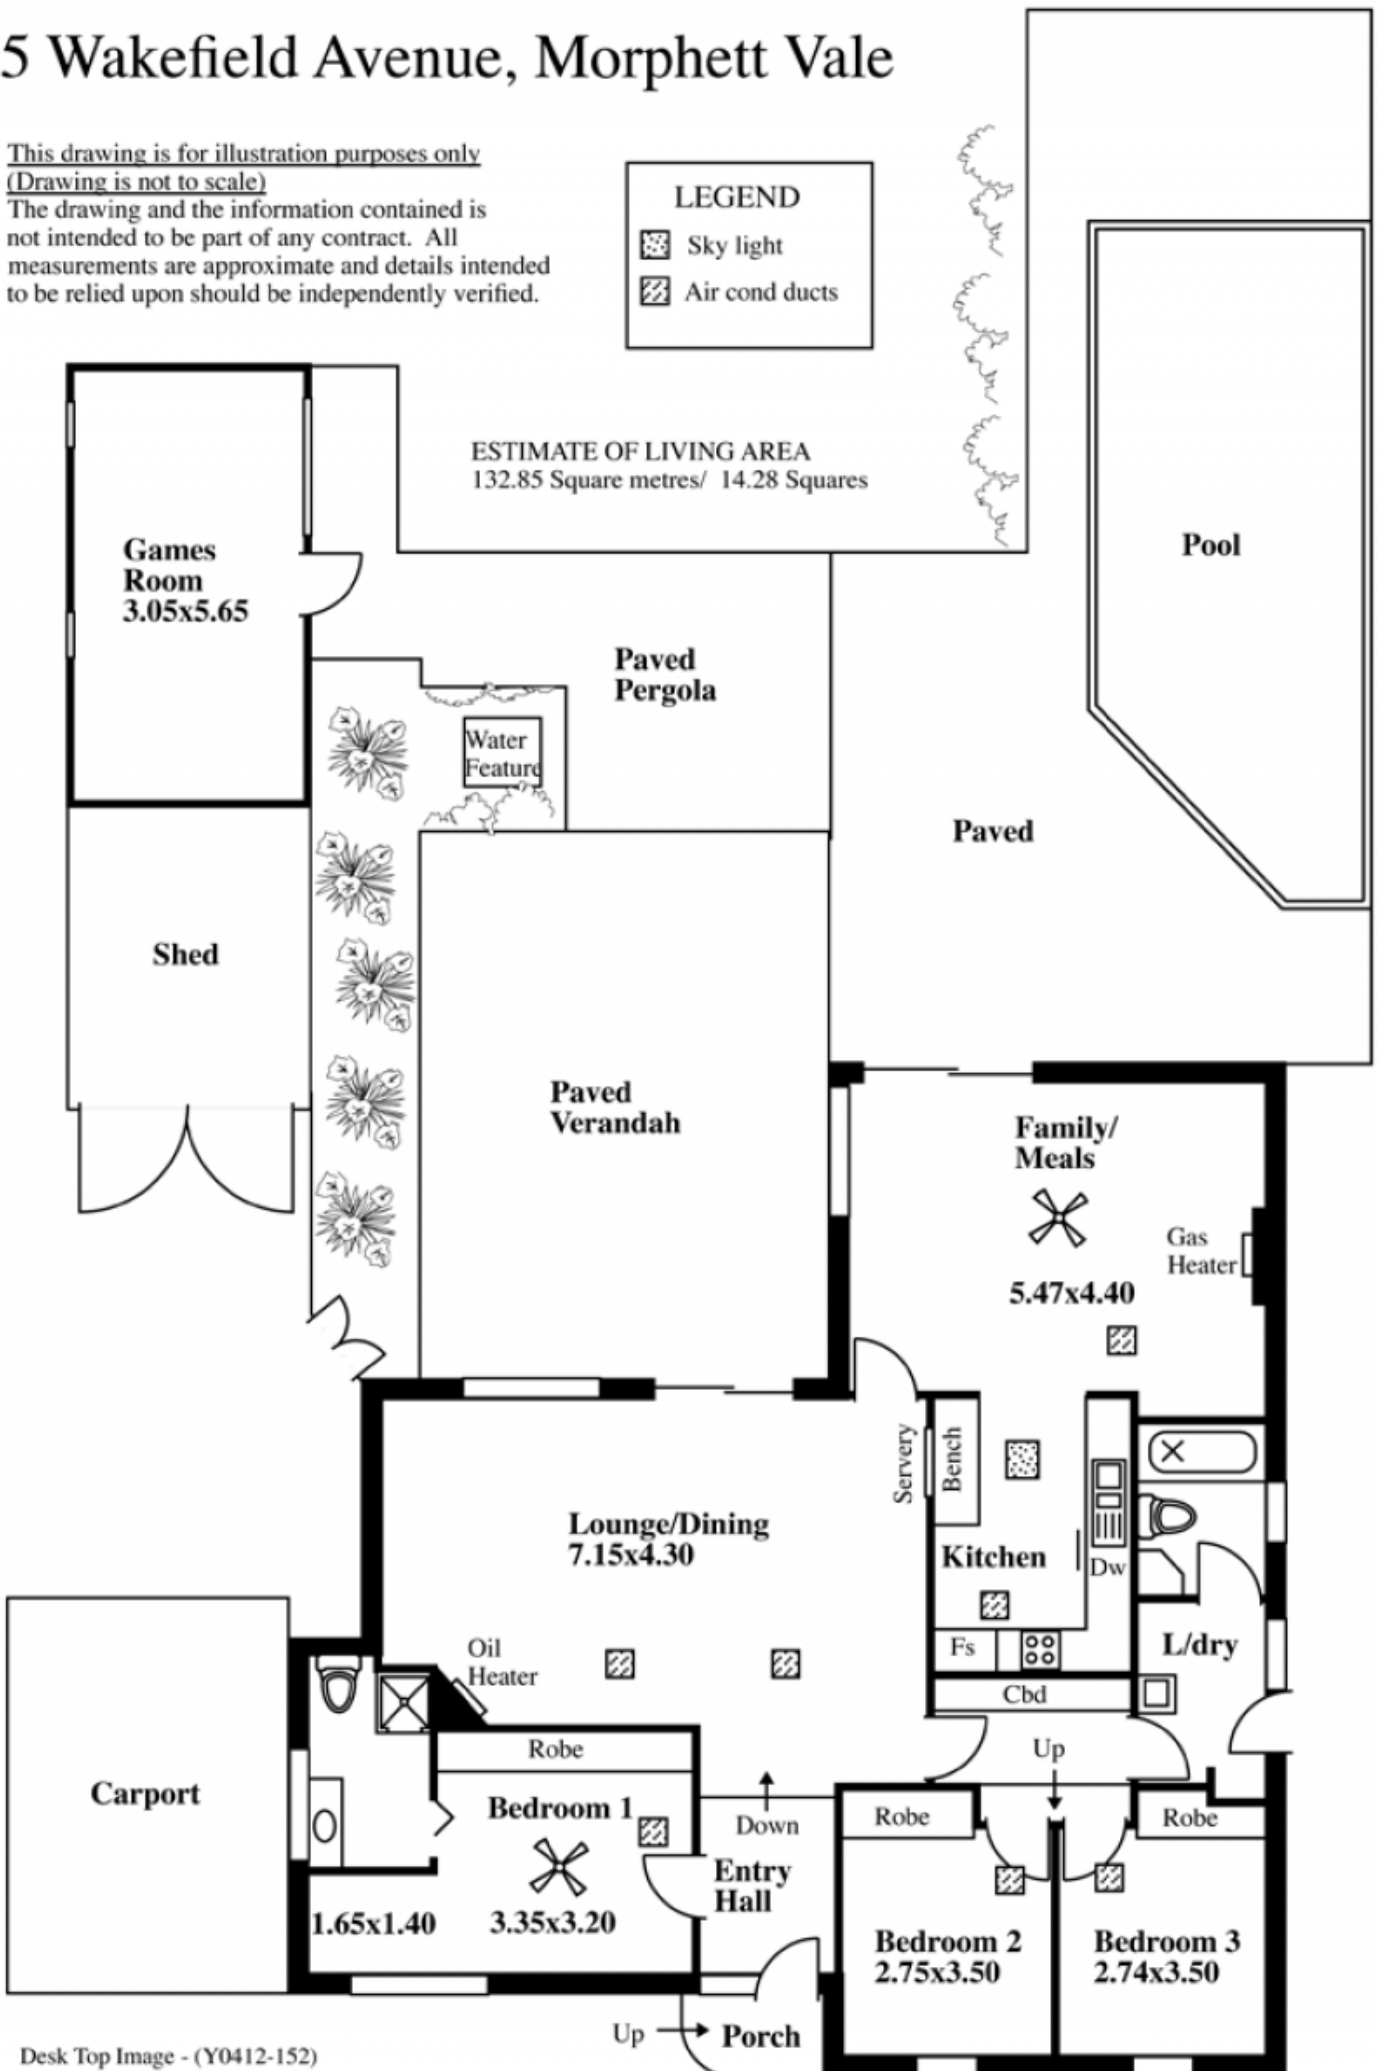 5 Wakefield Avenue, Morphett Vale
This drawing is for illustration purposes only
(Drawing is not to scale)
The drawing and the information contained is
not intended to be part of any contract. All
measurements are approximate and details intended
to be relied upon should be independently verified.
LEGEND
Sky light
Air cond ducts
ESTIMATE OF LIVING AREA
132.85 Square metres/ 14.28 Squares
Games
Room
3.05x5.65
Pool
Paved
Pergola
Water
Feature
Paved
Shed
Paved
Verandah
Family/
Meals
Gas
Heater
5.47x4.40
Servery
Bench
Lounge/Dining
7.15x4.30
Kitchen
Dw
Oil
Heater
Fs
L/dry
Cbd
Robe
Up
Carport
Bedroom 1
Down
Robe
Robe
Entry
Hall
1.65x1.40
3.35x3.20
Bedroom 2
2.75x3.50
Bedroom 3
2.74x3.50
Up
Porch
Desk Top Image - (Y0412-152)